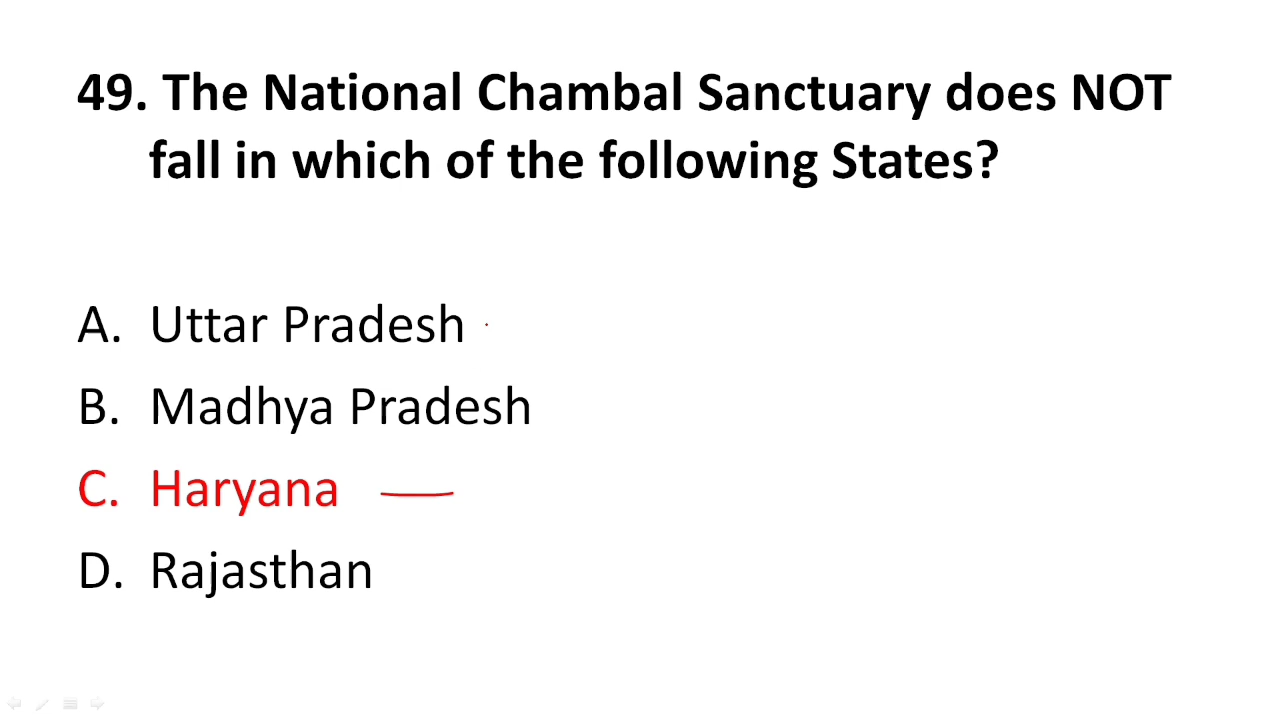 49. The National Chambal Sanctuary does NOT
fall in which of the following States?
A. Uttar Pradesh
B. Madhya Pradesh
C. Haryana
D. Rajasthan